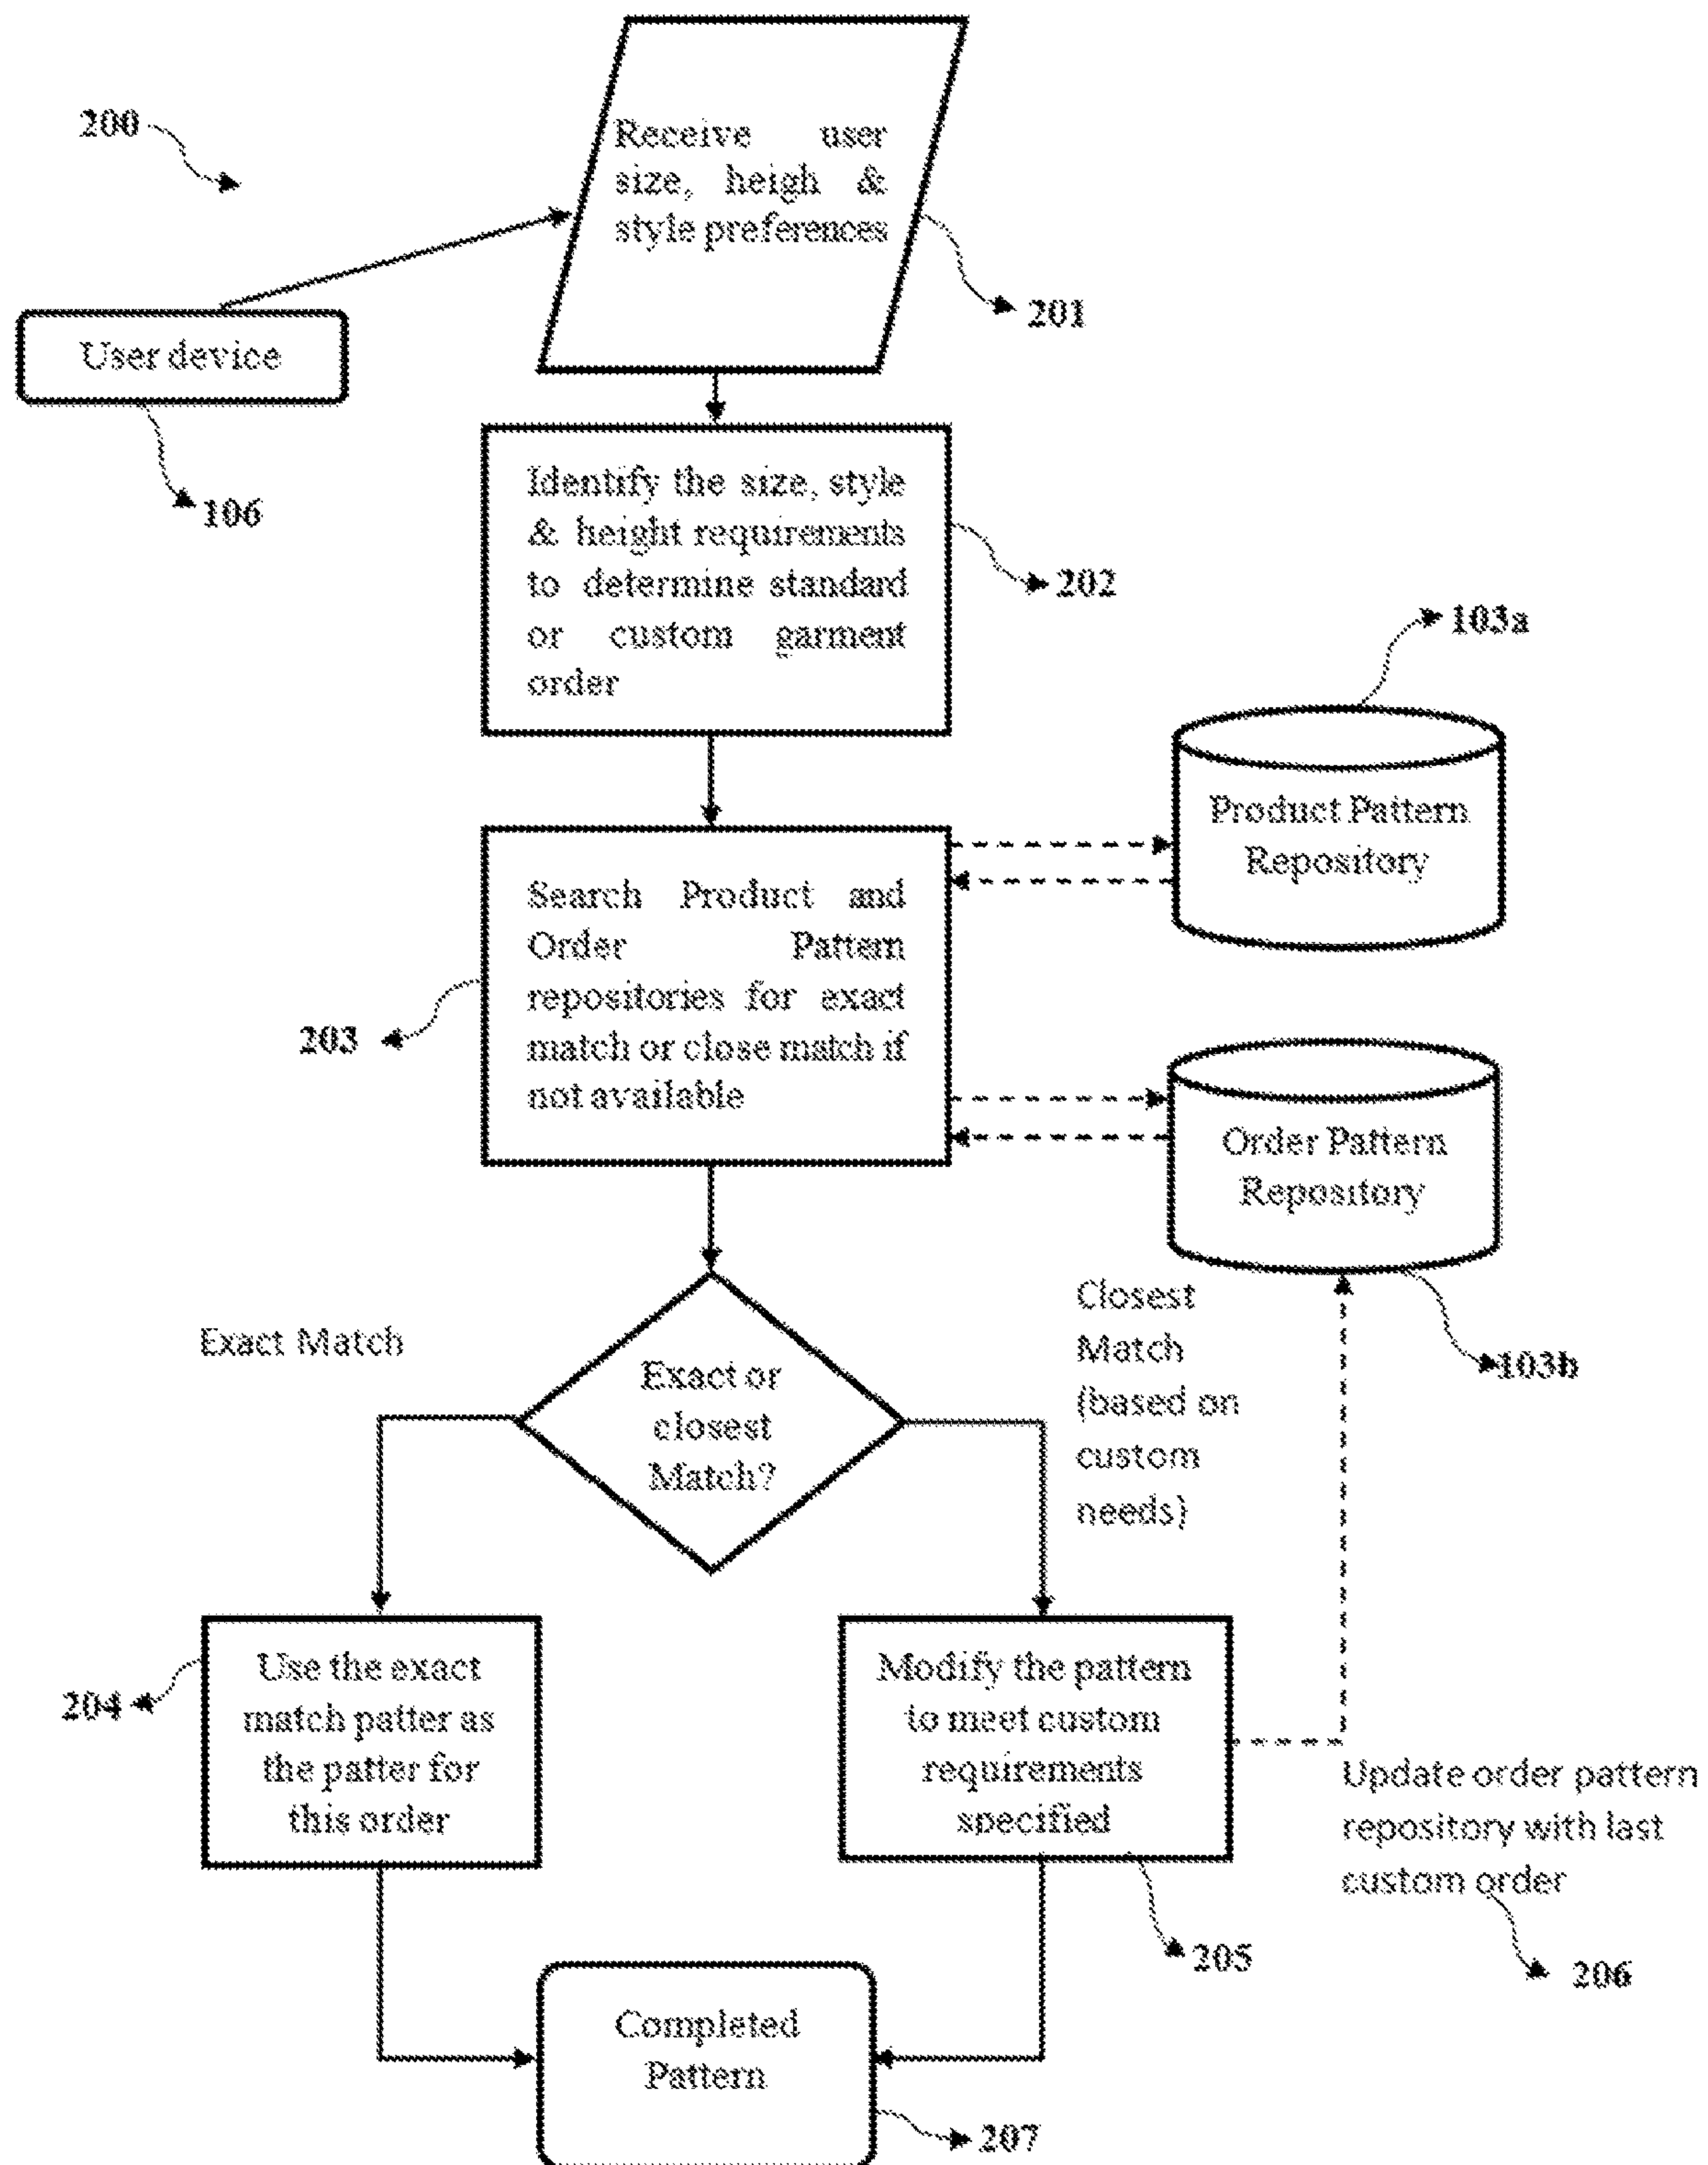 200
Receive user
size, heigh &
style preferences
201
User device
106
Identify the size, style
& height requirements
to determine standard
or custom garment
order
202
103a
Product Pattern
Repository
Search Product and
Order Pattern
repositories for exact
match or close match if
not available
203
Order Pattern
Repository
103b
Exact Match
Exact or
closest
Match?
Closest
Match
(based on
custom
needs)
Use the exact
match patter as
the patter for
this order
204
Modify the pattern
to meet custom
requirements
specified
205
Update order pattern
repository with last
custom order
206
Completed
Pattern
207